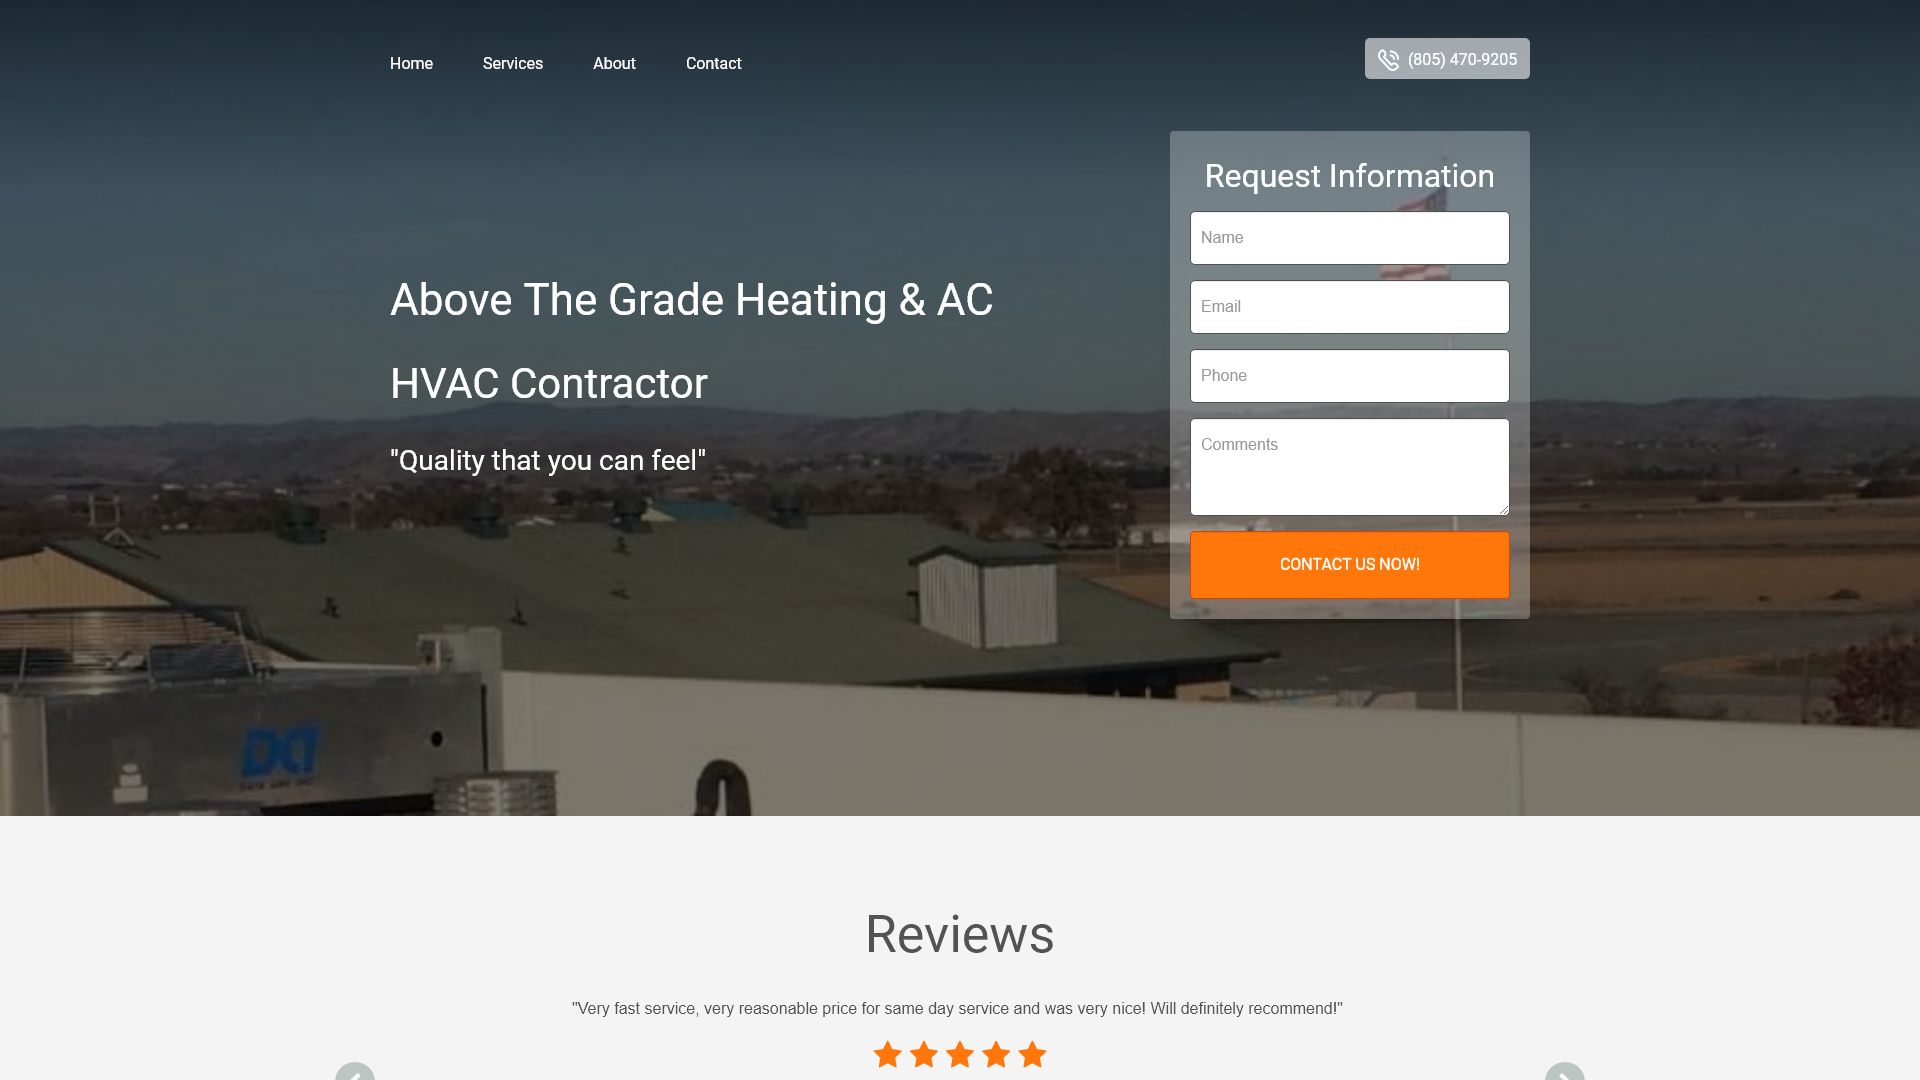 Home
Services
About
Contact
(805) 470-9205
Request Information
Name
Email
Phone
Comments
CONTACT US NOW!
Above The Grade Heating & AC
HVAC Contractor
"Quality that you can feel"
Reviews
"Very fast service, very reasonable price for same day service and was very nice! Will definitely recommend!"